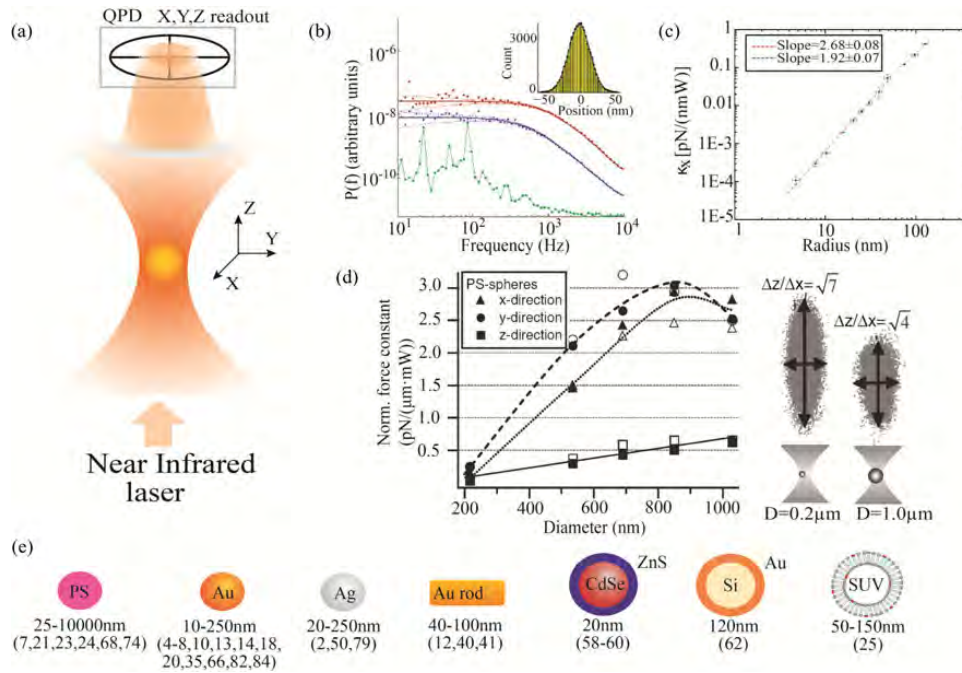 (a)
QPD X,Y,Z readout
Z
Y
X
Near Infrared
laser
(b)
P(f) (arbitrary units)
10-6
10-8
10-10
101 102 103 104
Frequency (Hz)
Count
4000
3000
0
−50 0 50
Position (nm)
(c)
Slope=2.68±0.08
Slope=1.92±0.07
κx [pN/(nmW)]
1
0.1
0.01
1E-3
1E-4
1E-5
1 10 100
Radius (nm)
(d)
PS-spheres
x-direction
y-direction
z-direction
Norm. force constant
(pN/(μm·mW))
3.0
2.5
2.0
1.5
1.0
0.5
200 400 600 800 1000
Diameter (nm)
Δz/Δx=√7
Δz/Δx=√4
D=0.2μm D=1.0μm
(e)
PS
25-10000nm
(7,21,23,24,68,74)
Au
10-250nm
(4-8,10,13,14,18,
20,35,66,82,84)
Ag
20-250nm
(2,50,79)
Au rod
40-100nm
(12,40,41)
ZnS
CdSe
20nm
(58-60)
Au
Si
120nm
(62)
SUV
50-150nm
(25)